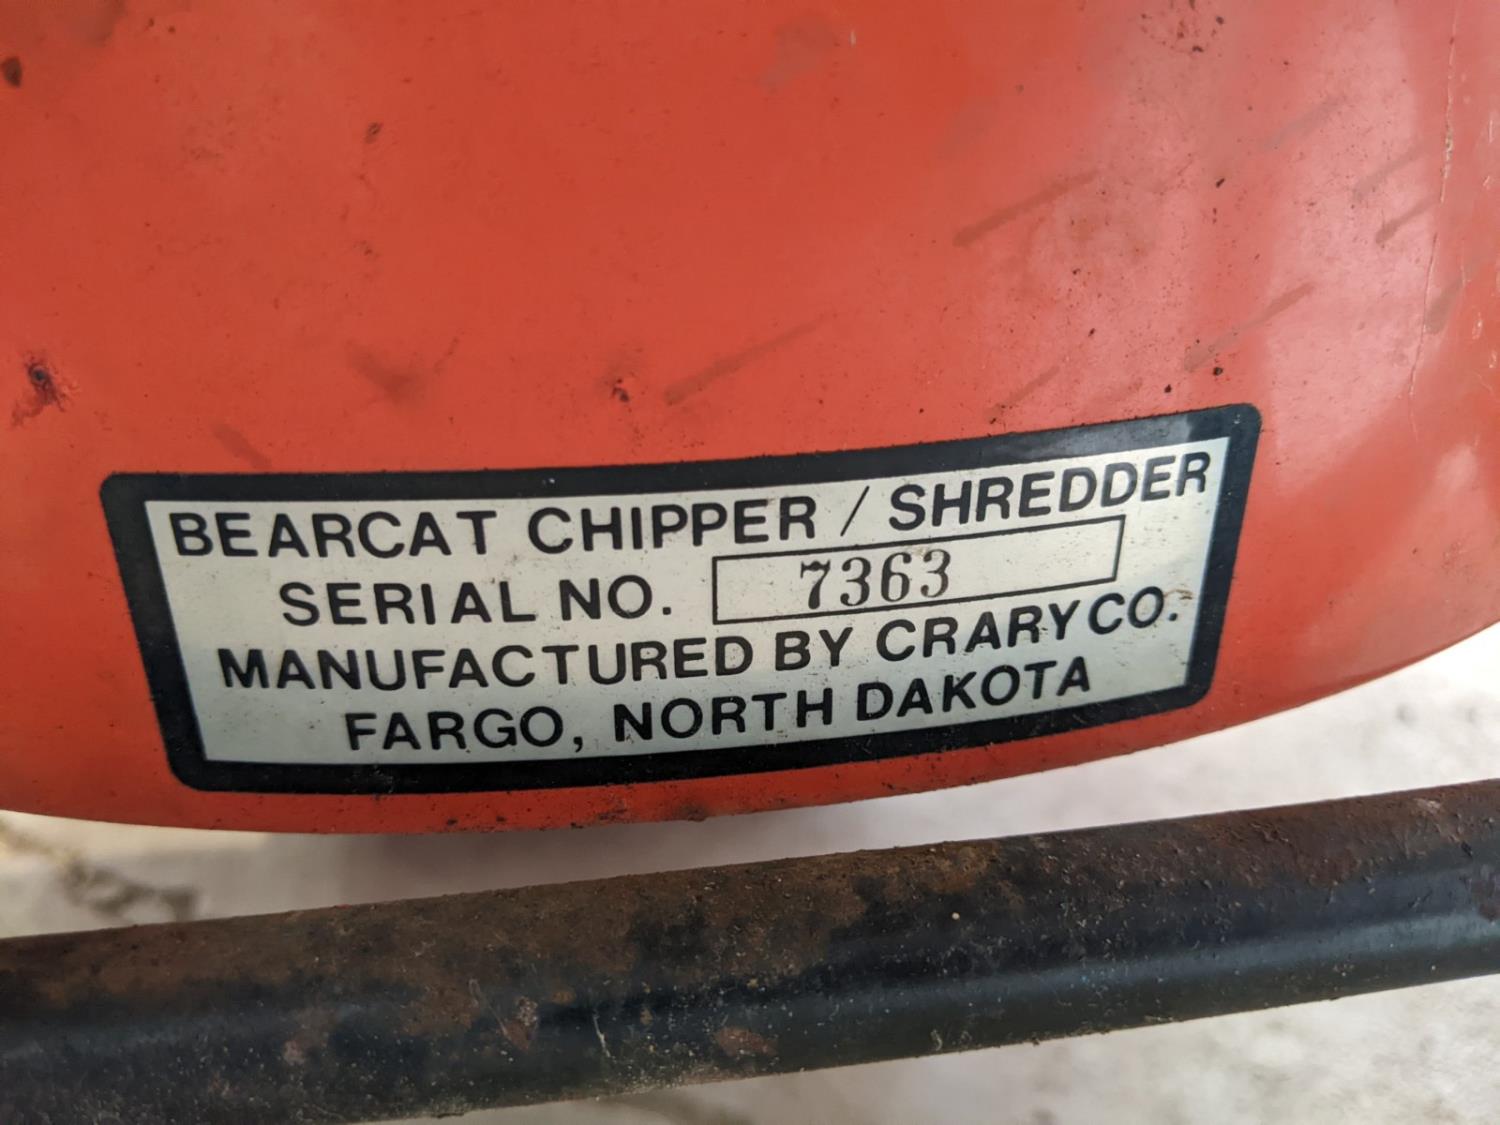 BEARCAT CHIPPER / SHREDDER
SERIAL NO. 7363
MANUFACTURED BY CRARY CO.
FARGO, NORTH DAKOTA